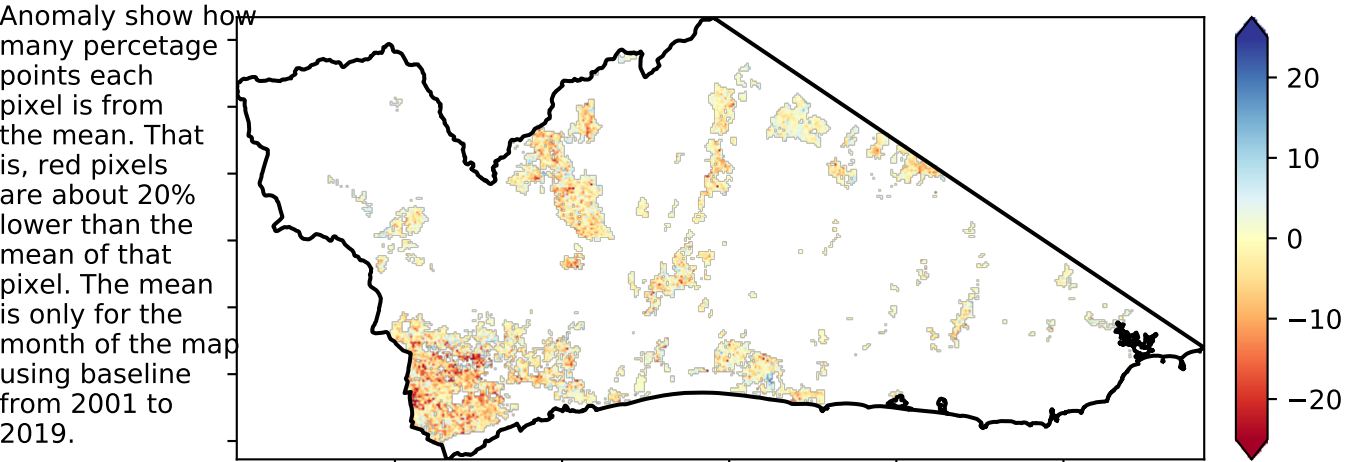 Anomaly show how
many percetage
points each
pixel is from
the mean. That
is, red pixels
are about 20%
lower than the
mean of that
pixel. The mean
is only for the
month of the map
using baseline
from 2001 to
2019.
20
10
0
−10
−20